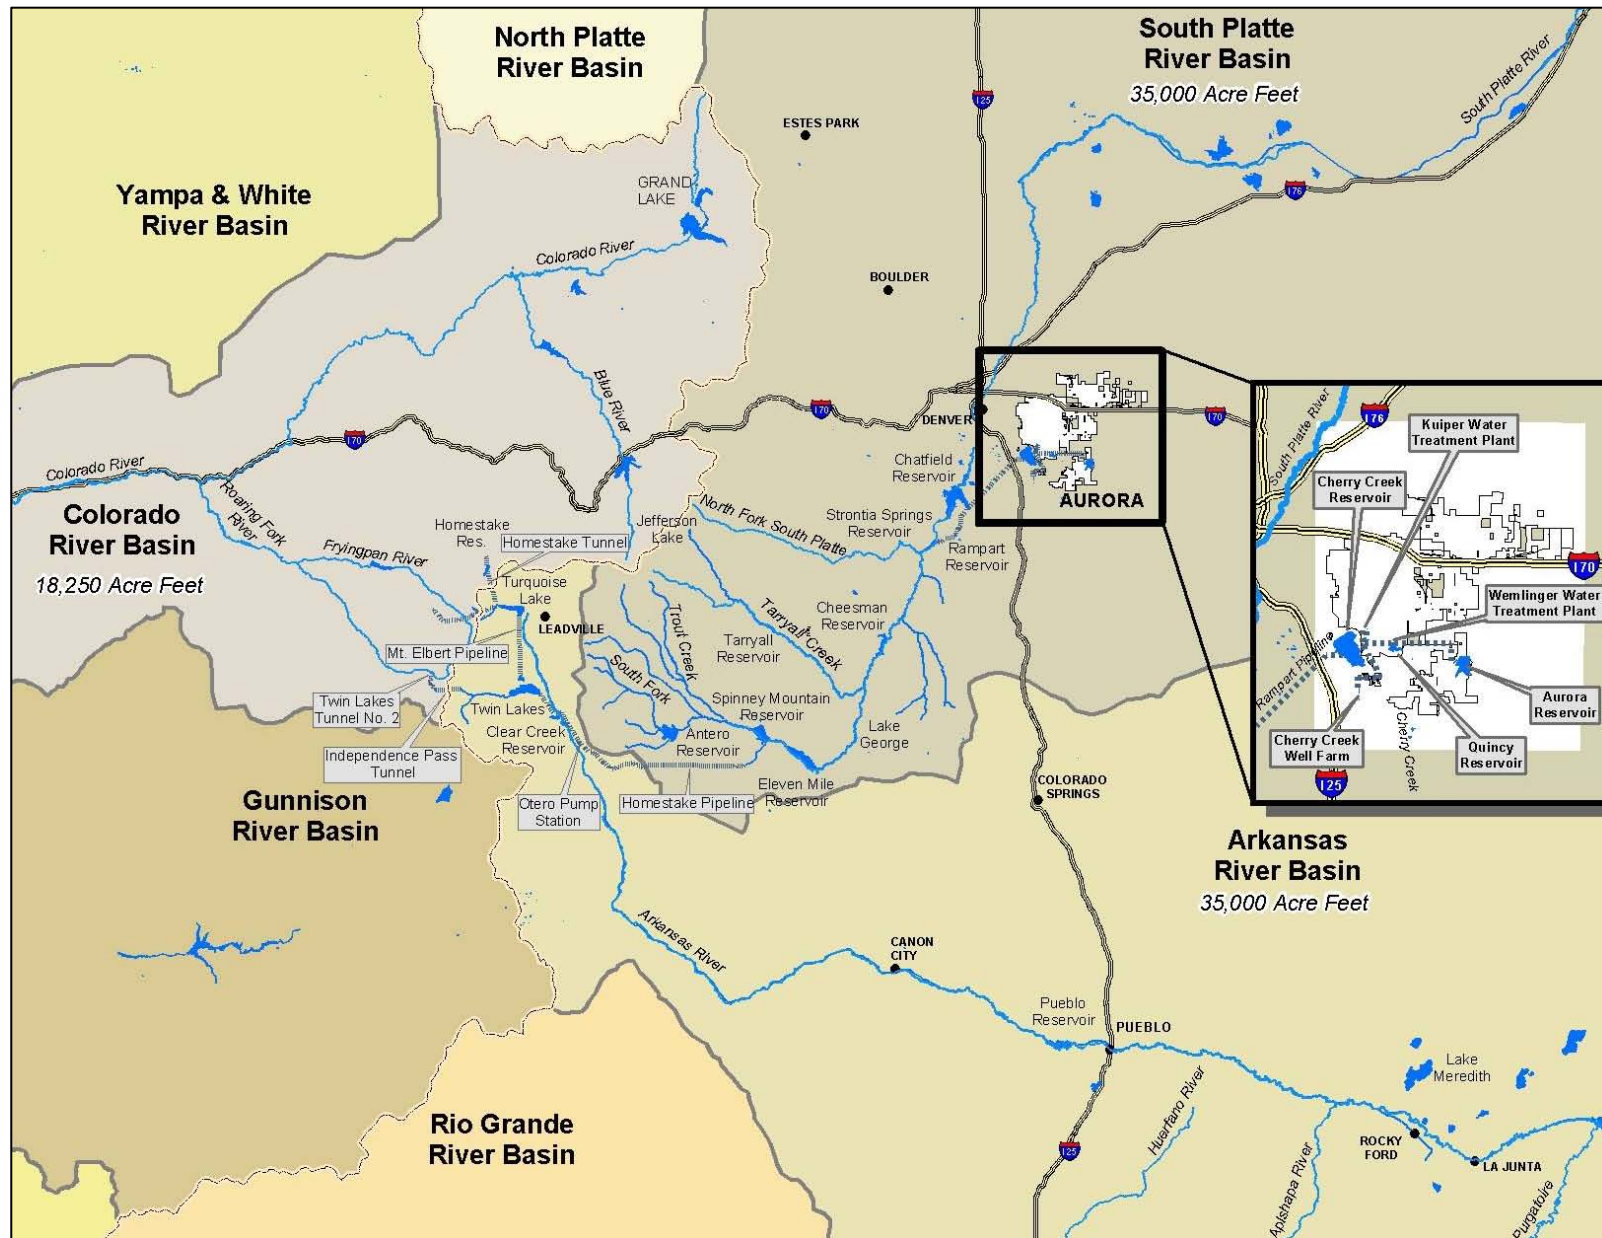 North Platte
River Basin
South Platte
River Basin
35,000 Acre Feet
South Platte River
125
ESTES PARK
176
Yampa & White
River Basin
GRAND
LAKE
Colorado River
BOULDER
Blue River
170
DENVER
170
170
AURORA
Colorado River
Roaring Fork
River
Colorado
River Basin
18,250 Acre Feet
Fryingpan River
Homestake
Res.
Homestake Tunnel
Jefferson
Lake
North Fork South Platte
Chatfield
Reservoir
Strontia Springs
Reservoir
Rampart
Reservoir
Turquoise
Lake
LEADVILLE
Mt. Elbert Pipeline
Trout Creek
Tarryall Creek
Tarryall
Reservoir
Cheesman
Reservoir
South Fork
Spinney Mountain
Reservoir
Twin Lakes
Tunnel No. 2
Twin Lakes
Clear Creek
Reservoir
Antero
Reservoir
Lake
George
Independence Pass
Tunnel
Eleven Mile
Reservoir
Otero Pump
Station
Homestake Pipeline
COLORADO
SPRINGS
Gunnison
River Basin
South Platte River
176
Kuiper Water
Treatment Plant
Cherry Creek
Reservoir
170
Wemlinger Water
Treatment Plant
Rampart Pipeline
Aurora
Reservoir
Cherry Creek
Well Farm
Cherry Creek
Quincy
Reservoir
125
Arkansas
River Basin
35,000 Acre Feet
Arkansas River
CANON
CITY
Pueblo
Reservoir
PUEBLO
Lake
Meredith
Huerfano River
Rio Grande
River Basin
125
Aplshapa River
ROCKY
FORD
LA JUNTA
Purgatoire